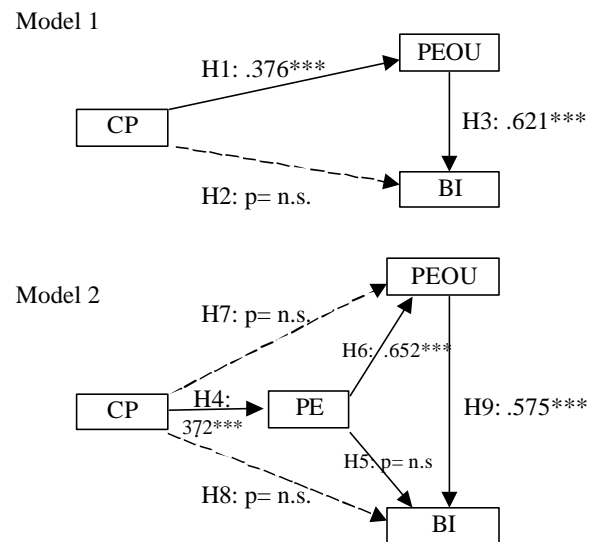 Model 1
PEOU
H1: .376***
CP
H3: .621***
BI
H2: p= n.s.
PEOU
Model 2
H7: p= n.s.
H6: .652***
CP
H4:
.372***
PE
H9: .575***
H5: p= n.s
H8: p= n.s.
BI